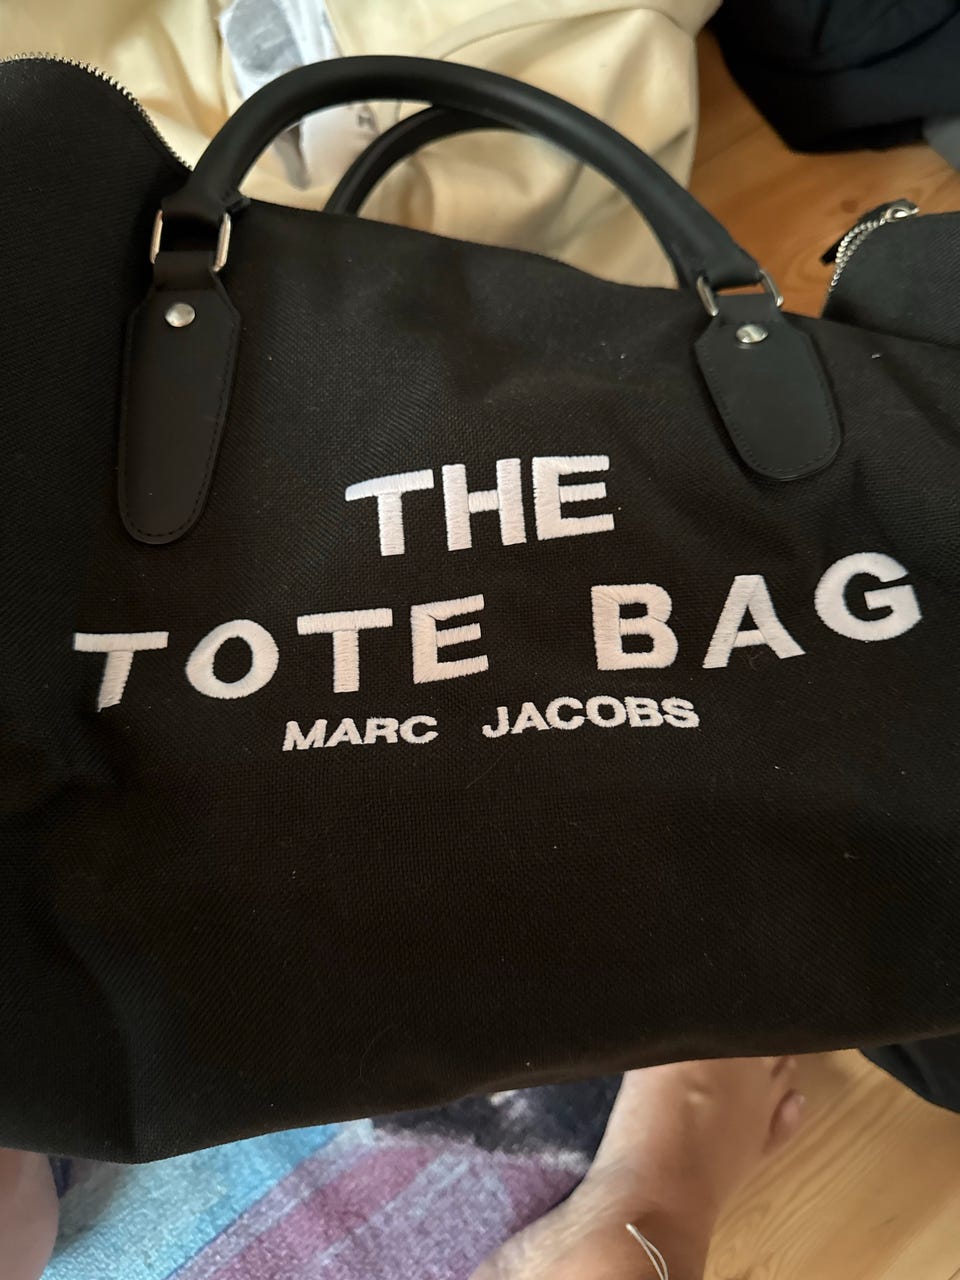 THE
TOTE BAG
MARC JACOBS